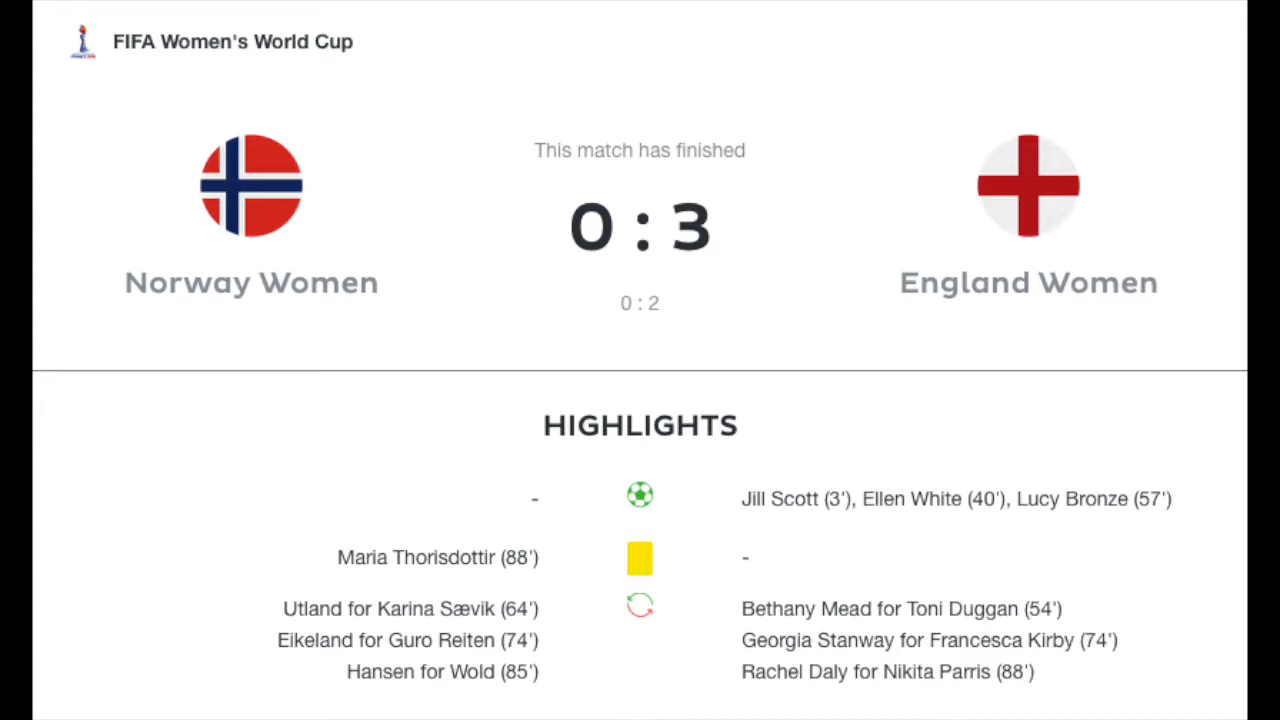 FIFA Women's World Cup
This match has finished
0 : 3
Norway Women
England Women
0 : 2
HIGHLIGHTS
- Jill Scott (3'), Ellen White (40'), Lucy Bronze (57')
Maria Thorisdottir (88') -
Utland for Karina Sævik (64') Bethany Mead for Toni Duggan (54')
Eikeland for Guro Reiten (74') Georgia Stanway for Francesca Kirby (74')
Hansen for Wold (85') Rachel Daly for Nikita Parris (88')